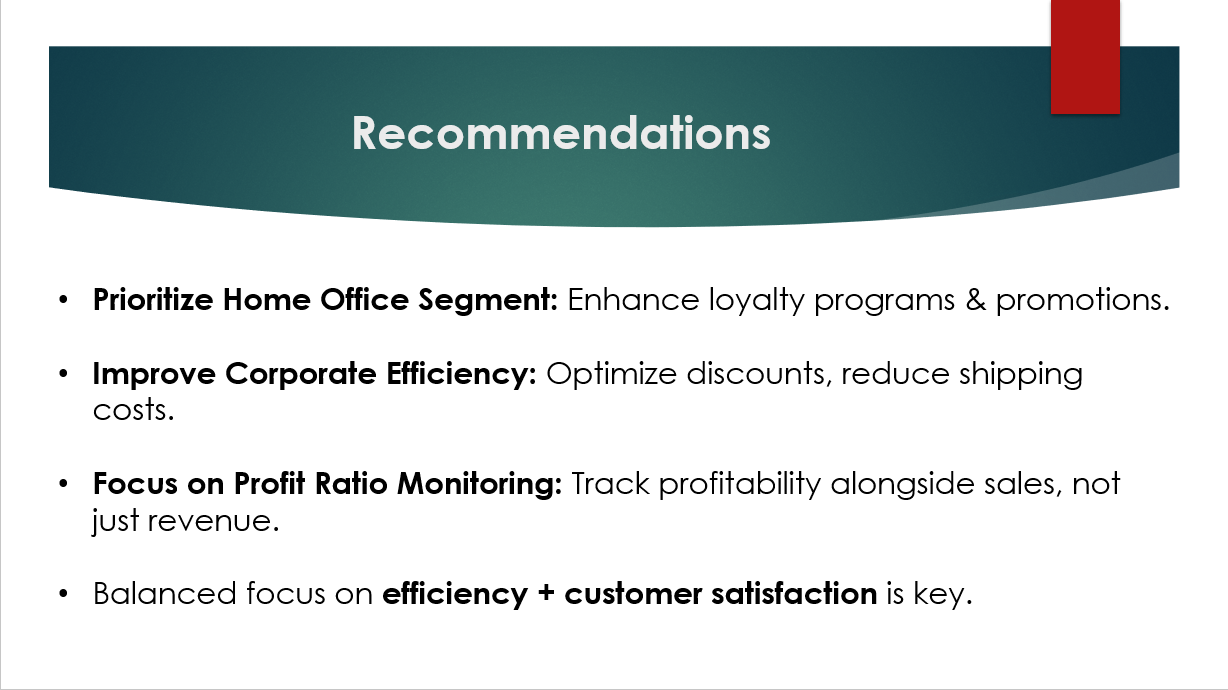 Recommendations
• Prioritize Home Office Segment: Enhance loyalty programs & promotions.
• Improve Corporate Efficiency: Optimize discounts, reduce shipping
costs.
• Focus on Profit Ratio Monitoring: Track profitability alongside sales, not
just revenue.
• Balanced focus on efficiency + customer satisfaction is key.